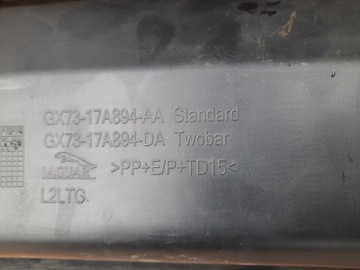 GX73-17A894-AA Standard
GX73-17A894-DA Twobar
JAGUAR >PP+E/P+TD15<
L2LTG